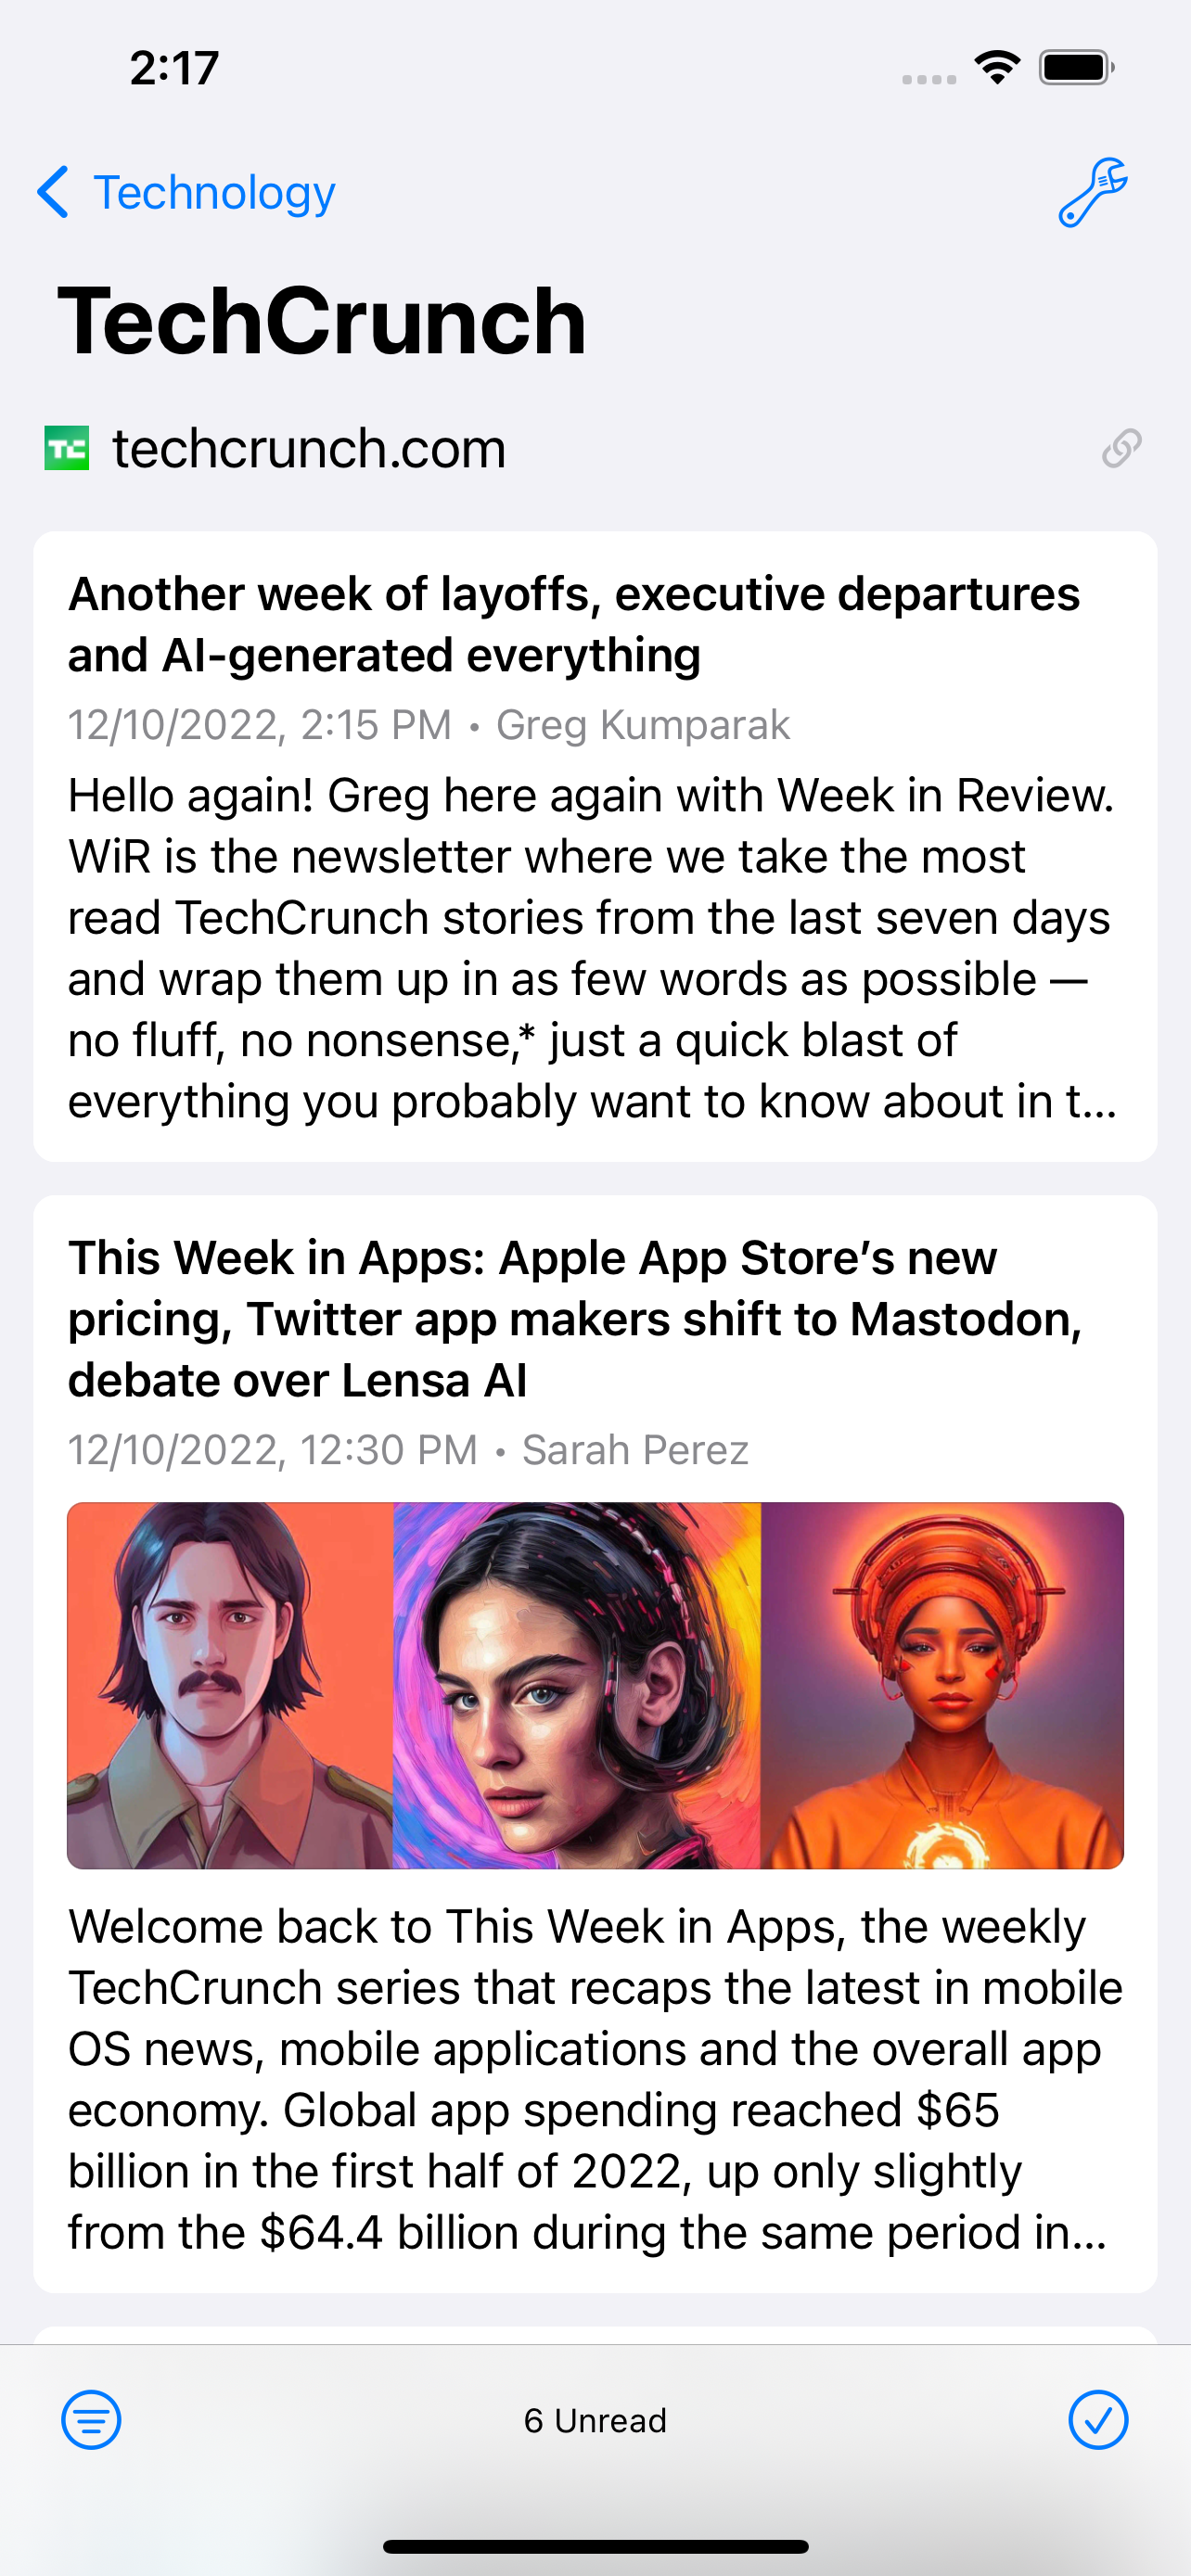 2:17
Technology
TechCrunch
TC techcrunch.com
Another week of layoffs, executive departures
and AI-generated everything
12/10/2022, 2:15 PM • Greg Kumparak
Hello again! Greg here again with Week in Review.
WiR is the newsletter where we take the most
read TechCrunch stories from the last seven days
and wrap them up in as few words as possible —
no fluff, no nonsense,* just a quick blast of
everything you probably want to know about in t...
This Week in Apps: Apple App Store’s new
pricing, Twitter app makers shift to Mastodon,
debate over Lensa AI
12/10/2022, 12:30 PM • Sarah Perez
Welcome back to This Week in Apps, the weekly
TechCrunch series that recaps the latest in mobile
OS news, mobile applications and the overall app
economy. Global app spending reached $65
billion in the first half of 2022, up only slightly
from the $64.4 billion during the same period in...
6 Unread